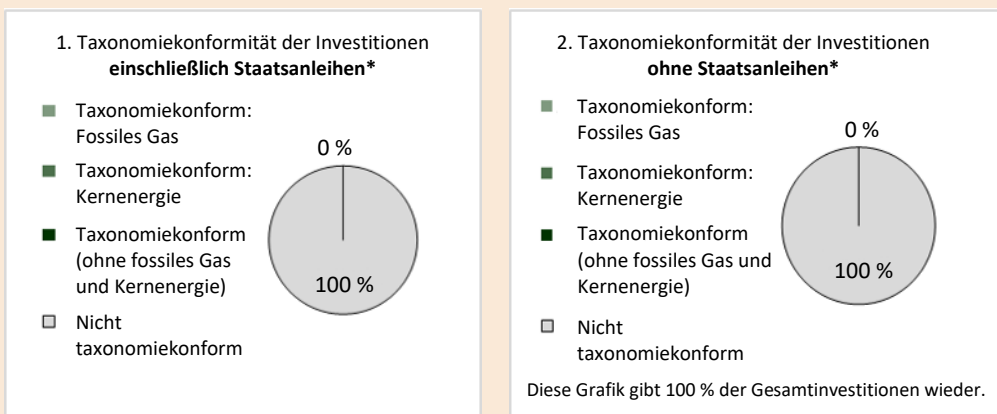 1. Taxonomiekonformität der Investitionen
einschließlich Staatsanleihen*
Taxonomiekonform:
Fossiles Gas
Taxonomiekonform:
Kernenergie
Taxonomiekonform
(ohne fossiles Gas
und Kernenergie)
Nicht
taxonomiekonform
0 %
100 %
2. Taxonomiekonformität der Investitionen
ohne Staatsanleihen*
Taxonomiekonform:
Fossiles Gas
Taxonomiekonform:
Kernenergie
Taxonomiekonform
(ohne fossiles Gas und
Kernenergie)
Nicht
taxonomiekonform
0 %
100 %
Diese Grafik gibt 100 % der Gesamtinvestitionen wieder.